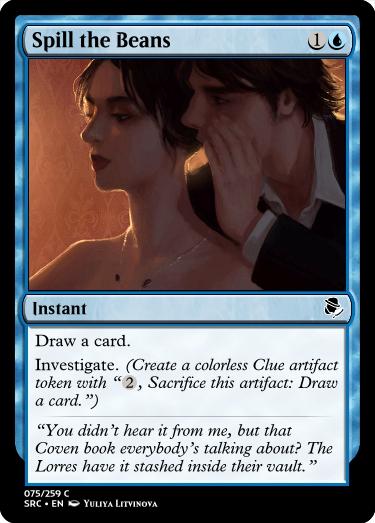 Spill the Beans 1
Instant
Draw a card.
Investigate. (Create a colorless Clue artifact
token with “2, Sacrifice this artifact: Draw
a card.”)
“You didn’t hear it from me, but that
Coven book everybody’s talking about? The
Lorres have it stashed inside their vault.”
075/259 C
SRC • EN Yuliya Litvinova